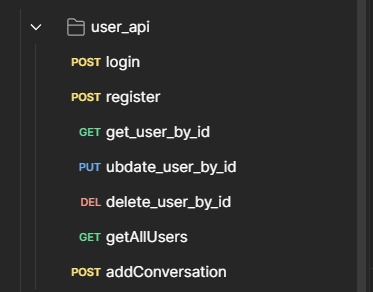 user_api
POST login
POST register
GET get_user_by_id
PUT ubdate_user_by_id
DEL delete_user_by_id
GET getAllUsers
POST addConversation